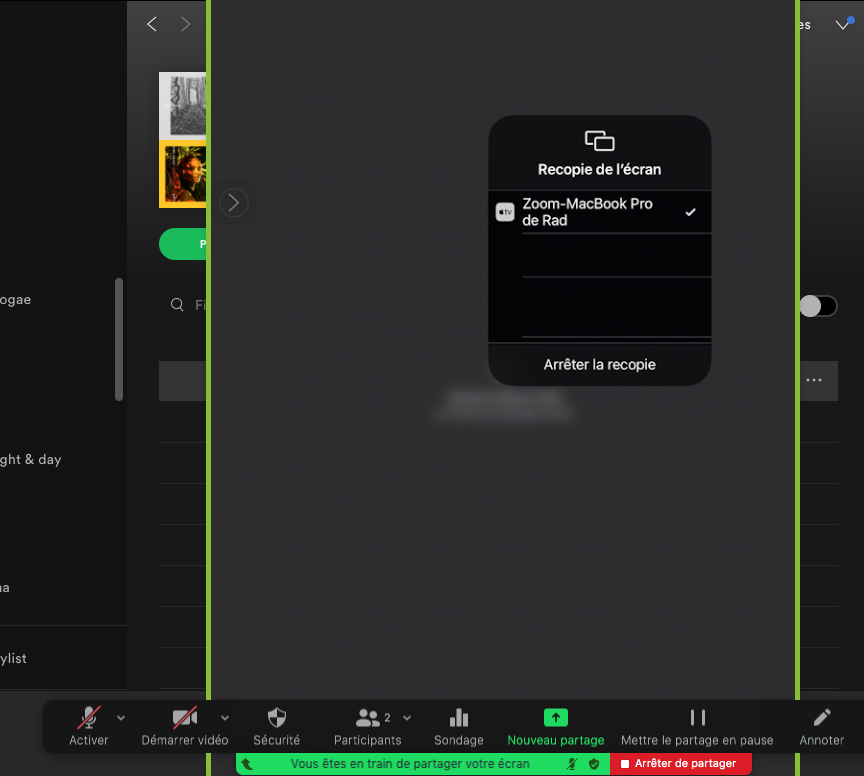 es
Recopie de l’écran
tv
Zoom-MacBook Pro
de Rad
P
ogae
Fi
Arrêter la recopie
ght & day
na
ylist
2
Activer
Démarrer vidéo
Sécurité
Participants
Sondage
Nouveau partage
Mettre le partage en pause
Annoter
Vous êtes en train de partager votre écran
Arrêter de partager